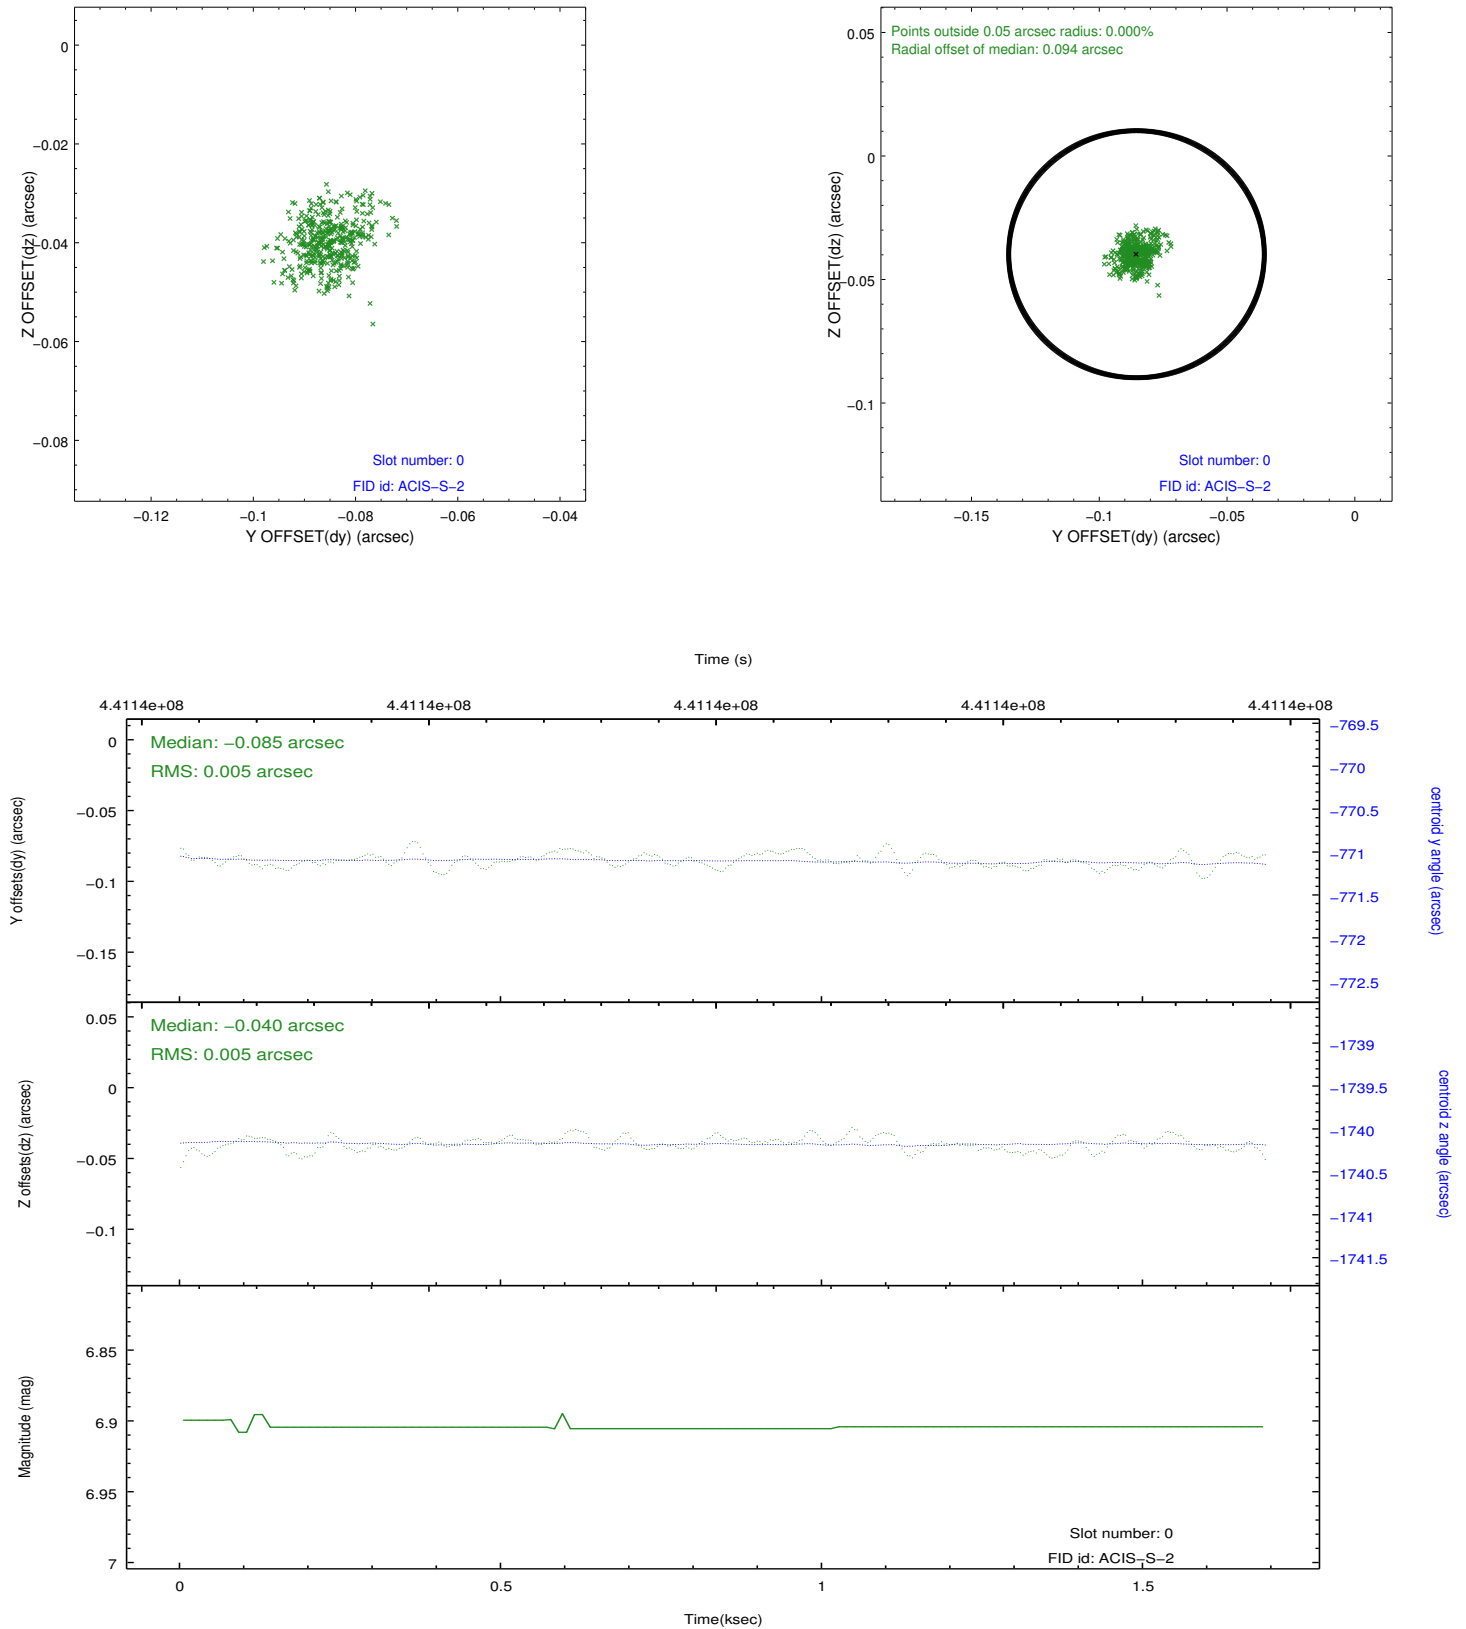 0
−0.02
−0.04
−0.06
−0.08
Z OFFSET(dz) (arcsec)
Slot number: 0
FID id: ACIS−S−2
−0.12
−0.1
−0.08
−0.06
−0.04
Y OFFSET(dy) (arcsec)
Points outside 0.05 arcsec radius: 0.000%
Radial offset of median: 0.094 arcsec
0.05
0
−0.05
−0.1
Z OFFSET(dz) (arcsec)
Slot number: 0
FID id: ACIS−S−2
−0.15
−0.1
−0.05
0
Y OFFSET(dy) (arcsec)
Time (s)
4.4114e+08
4.4114e+08
4.4114e+08
4.4114e+08
4.4114e+08
Median: −0.085 arcsec
RMS: 0.005 arcsec
0
−0.05
−0.1
−0.15
Y offsets(dy) (arcsec)
−769.5
−770
−770.5
−771
−771.5
−772
−772.5
centroid y angle (arcsec)
Median: −0.040 arcsec
RMS: 0.005 arcsec
0.05
0
−0.05
−0.1
Z offsets(dz) (arcsec)
−1739
−1739.5
−1740
−1740.5
−1741
−1741.5
centroid z angle (arcsec)
6.85
6.9
6.95
7
Magnitude (mag)
Slot number: 0
FID id: ACIS−S−2
0
0.5
1
1.5
Time(ksec)